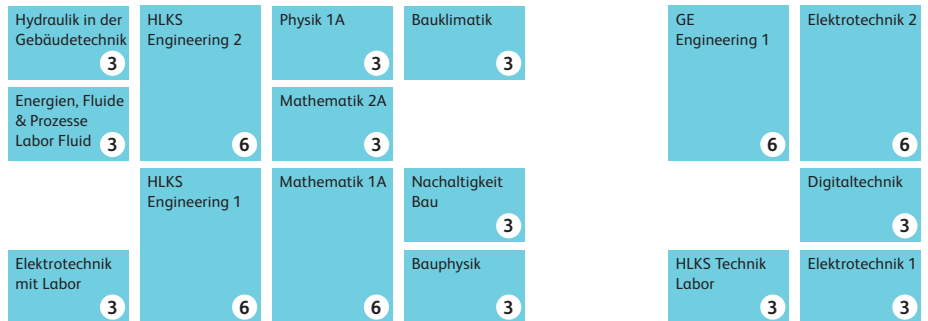 Hydraulik in der
Gebäudetechnik
3
HLKS
Engineering 2
6
Physik 1A
3
Bauklimatik
3
GE
Engineering 1
6
Elektrotechnik 2
6
Energien, Fluide
& Prozesse
Labor Fluid
3
Mathematik 2A
3
HLKS
Engineering 1
6
Mathematik 1A
6
Nachaltigkeit
Bau
3
Digitaltechnik
3
Elektrotechnik
mit Labor
3
Bauphysik
3
HLKS Technik
Labor
3
Elektrotechnik 1
3